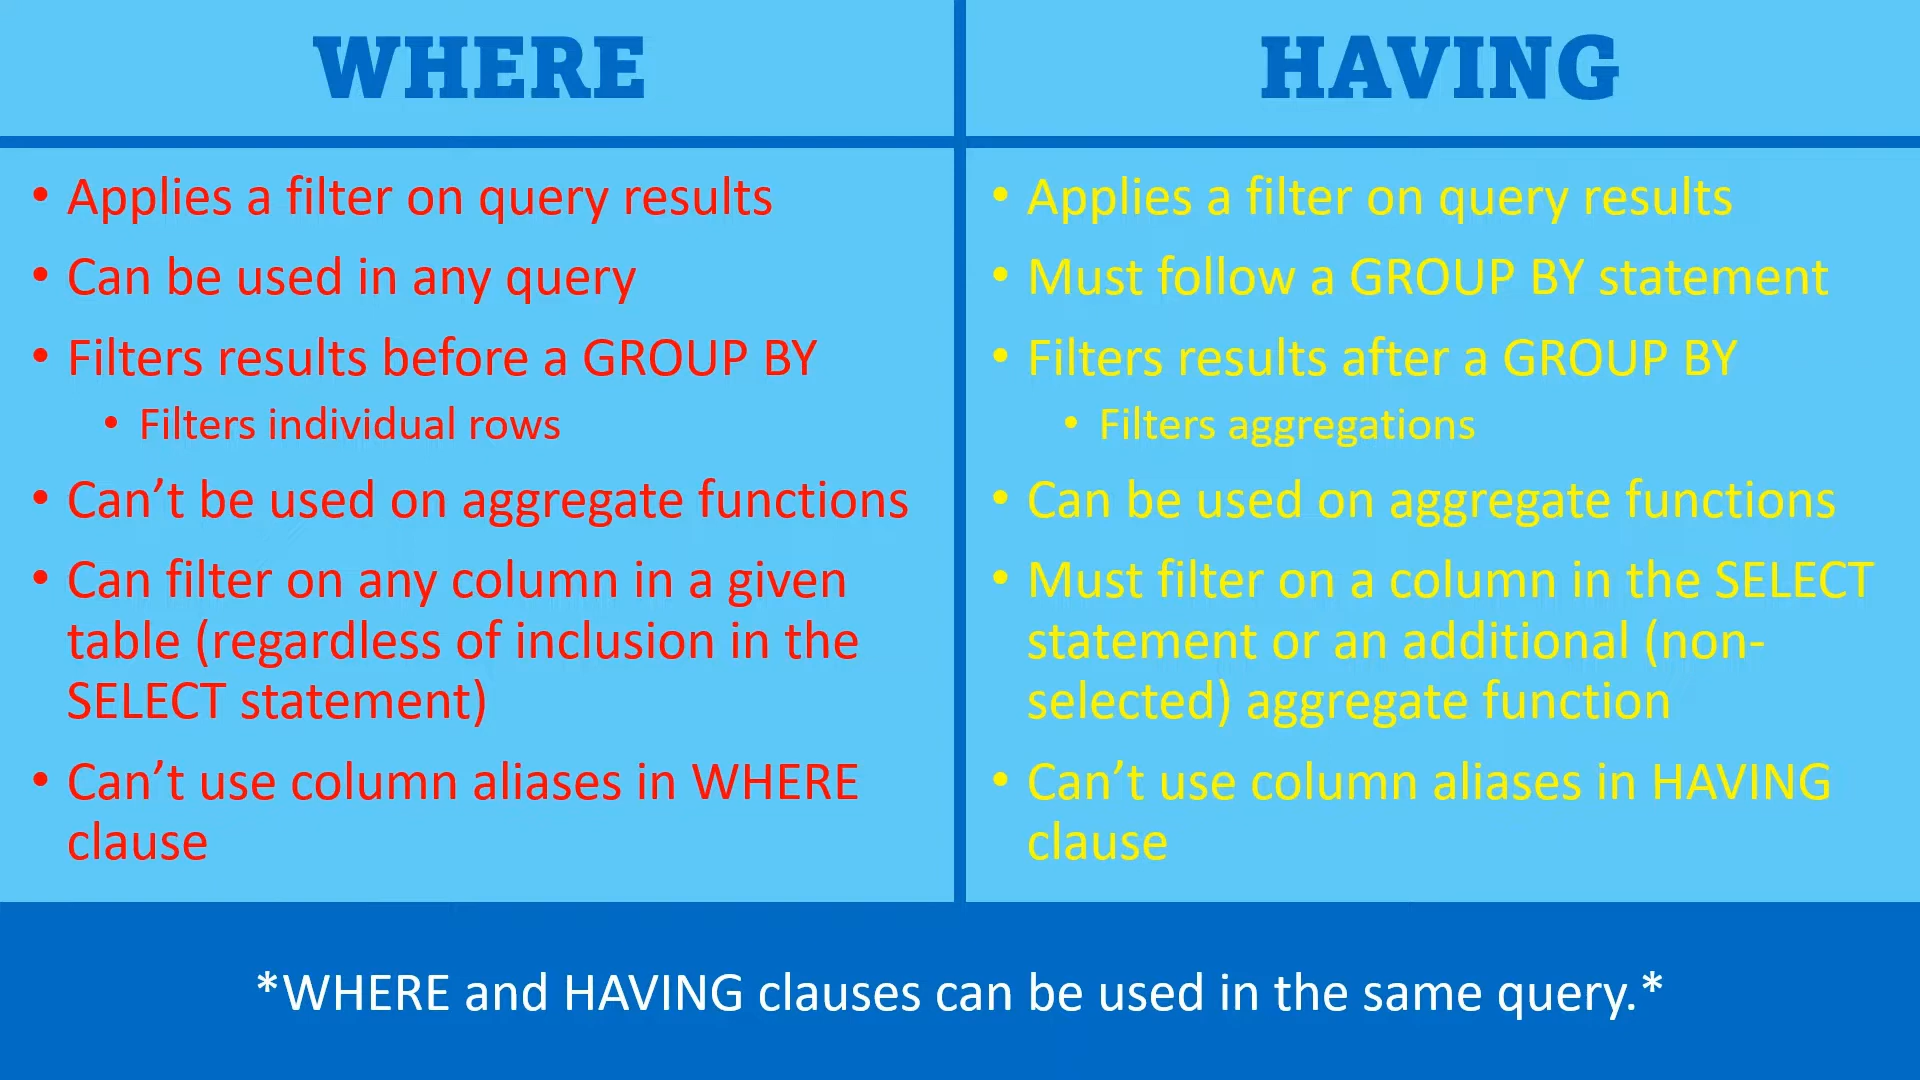 WHERE
• Applies a filter on query results
• Can be used in any query
• Filters results before a GROUP BY
• Filters individual rows
• Can’t be used on aggregate functions
• Can filter on any column in a given
table (regardless of inclusion in the
SELECT statement)
• Can’t use column aliases in WHERE
clause
HAVING
• Applies a filter on query results
• Must follow a GROUP BY statement
• Filters results after a GROUP BY
• Filters aggregations
• Can be used on aggregate functions
• Must filter on a column in the SELECT
statement or an additional (non-
selected) aggregate function
• Can’t use column aliases in HAVING
clause
*WHERE and HAVING clauses can be used in the same query.*